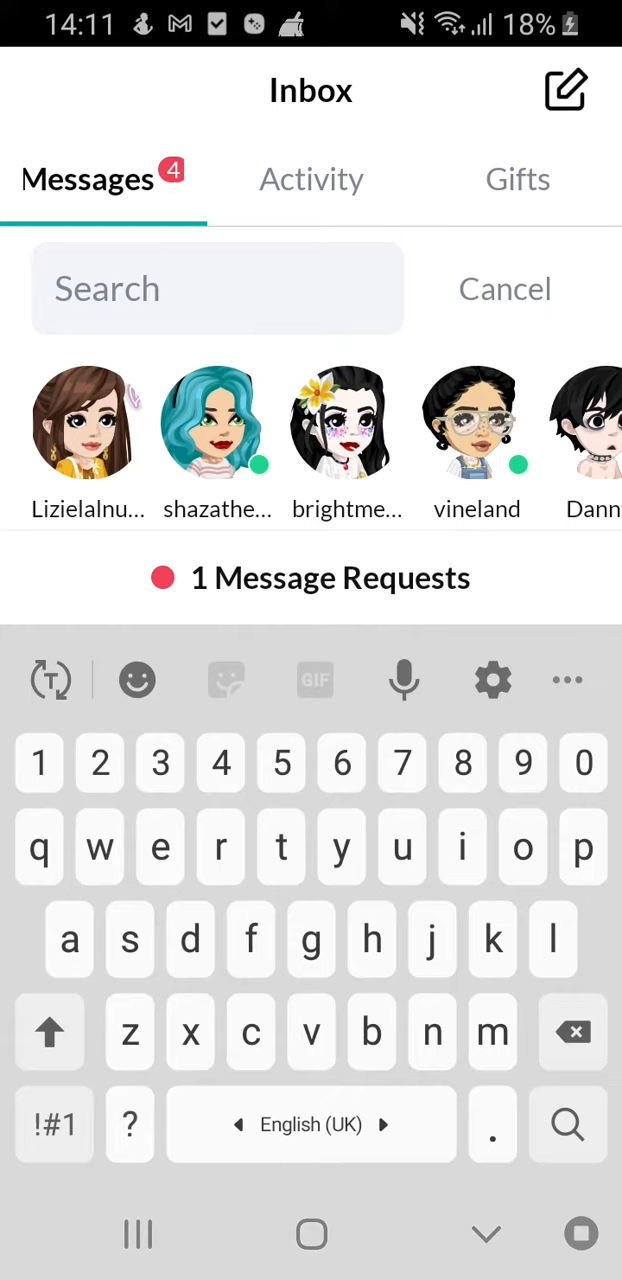 14:11 18%
Inbox
Messages 4 Activity Gifts
Search Cancel
Lizielalnu... shazathe... brightme... vineland Dann
1 Message Requests
T GIF ...
1 2 3 4 5 6 7 8 9 0
q w e r t y u i o p
a s d f g h j k l
z x c v b n m
!#1 ? English (UK) .